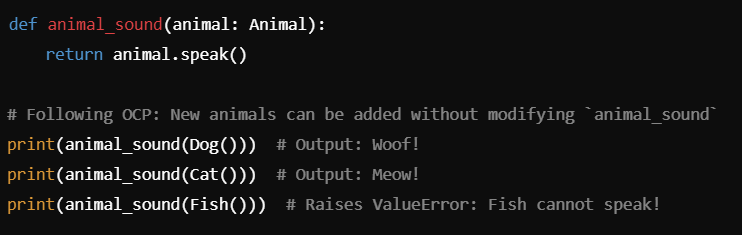 def animal_sound(animal: Animal):
    return animal.speak()
# Following OCP: New animals can be added without modifying `animal_sound`
print(animal_sound(Dog()))  # Output: Woof!
print(animal_sound(Cat()))  # Output: Meow!
print(animal_sound(Fish()))  # Raises ValueError: Fish cannot speak!